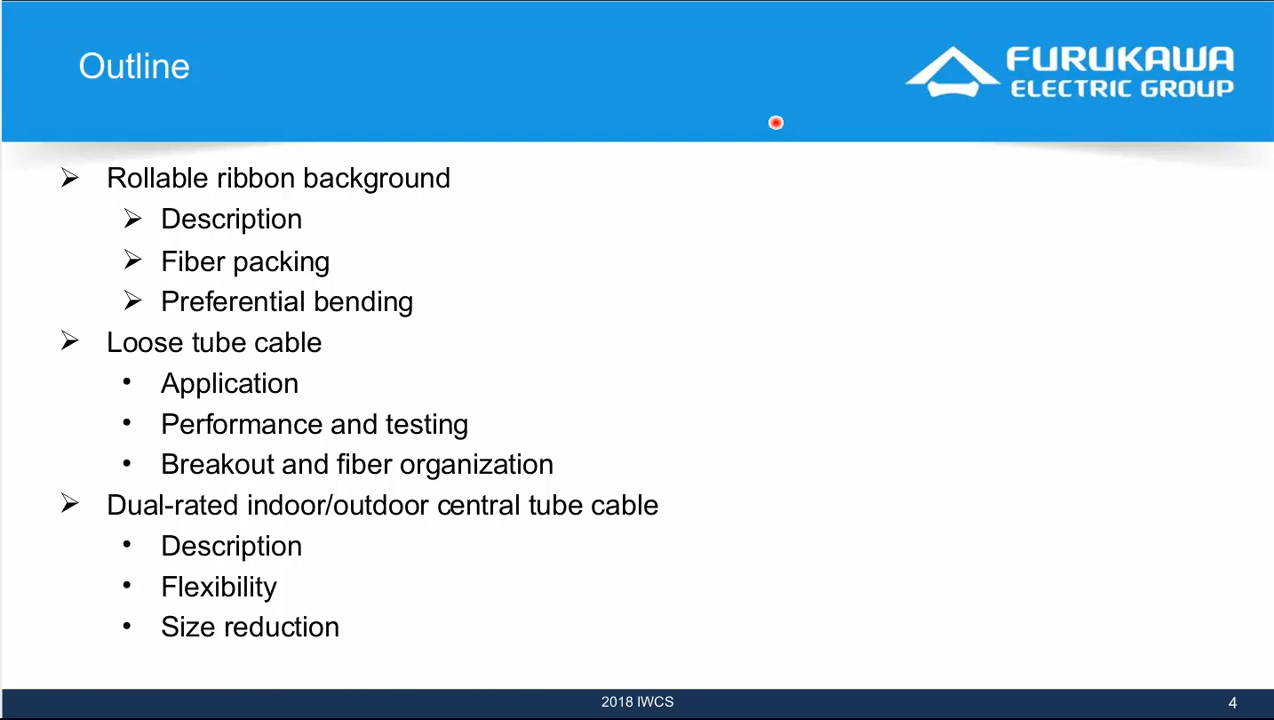 Outline
FURUKAWA
ELECTRIC GROUP
➢ Rollable ribbon background
➢ Description
➢ Fiber packing
➢ Preferential bending
➢ Loose tube cable
• Application
• Performance and testing
• Breakout and fiber organization
➢ Dual-rated indoor/outdoor central tube cable
• Description
• Flexibility
• Size reduction
2018 IWCS
4